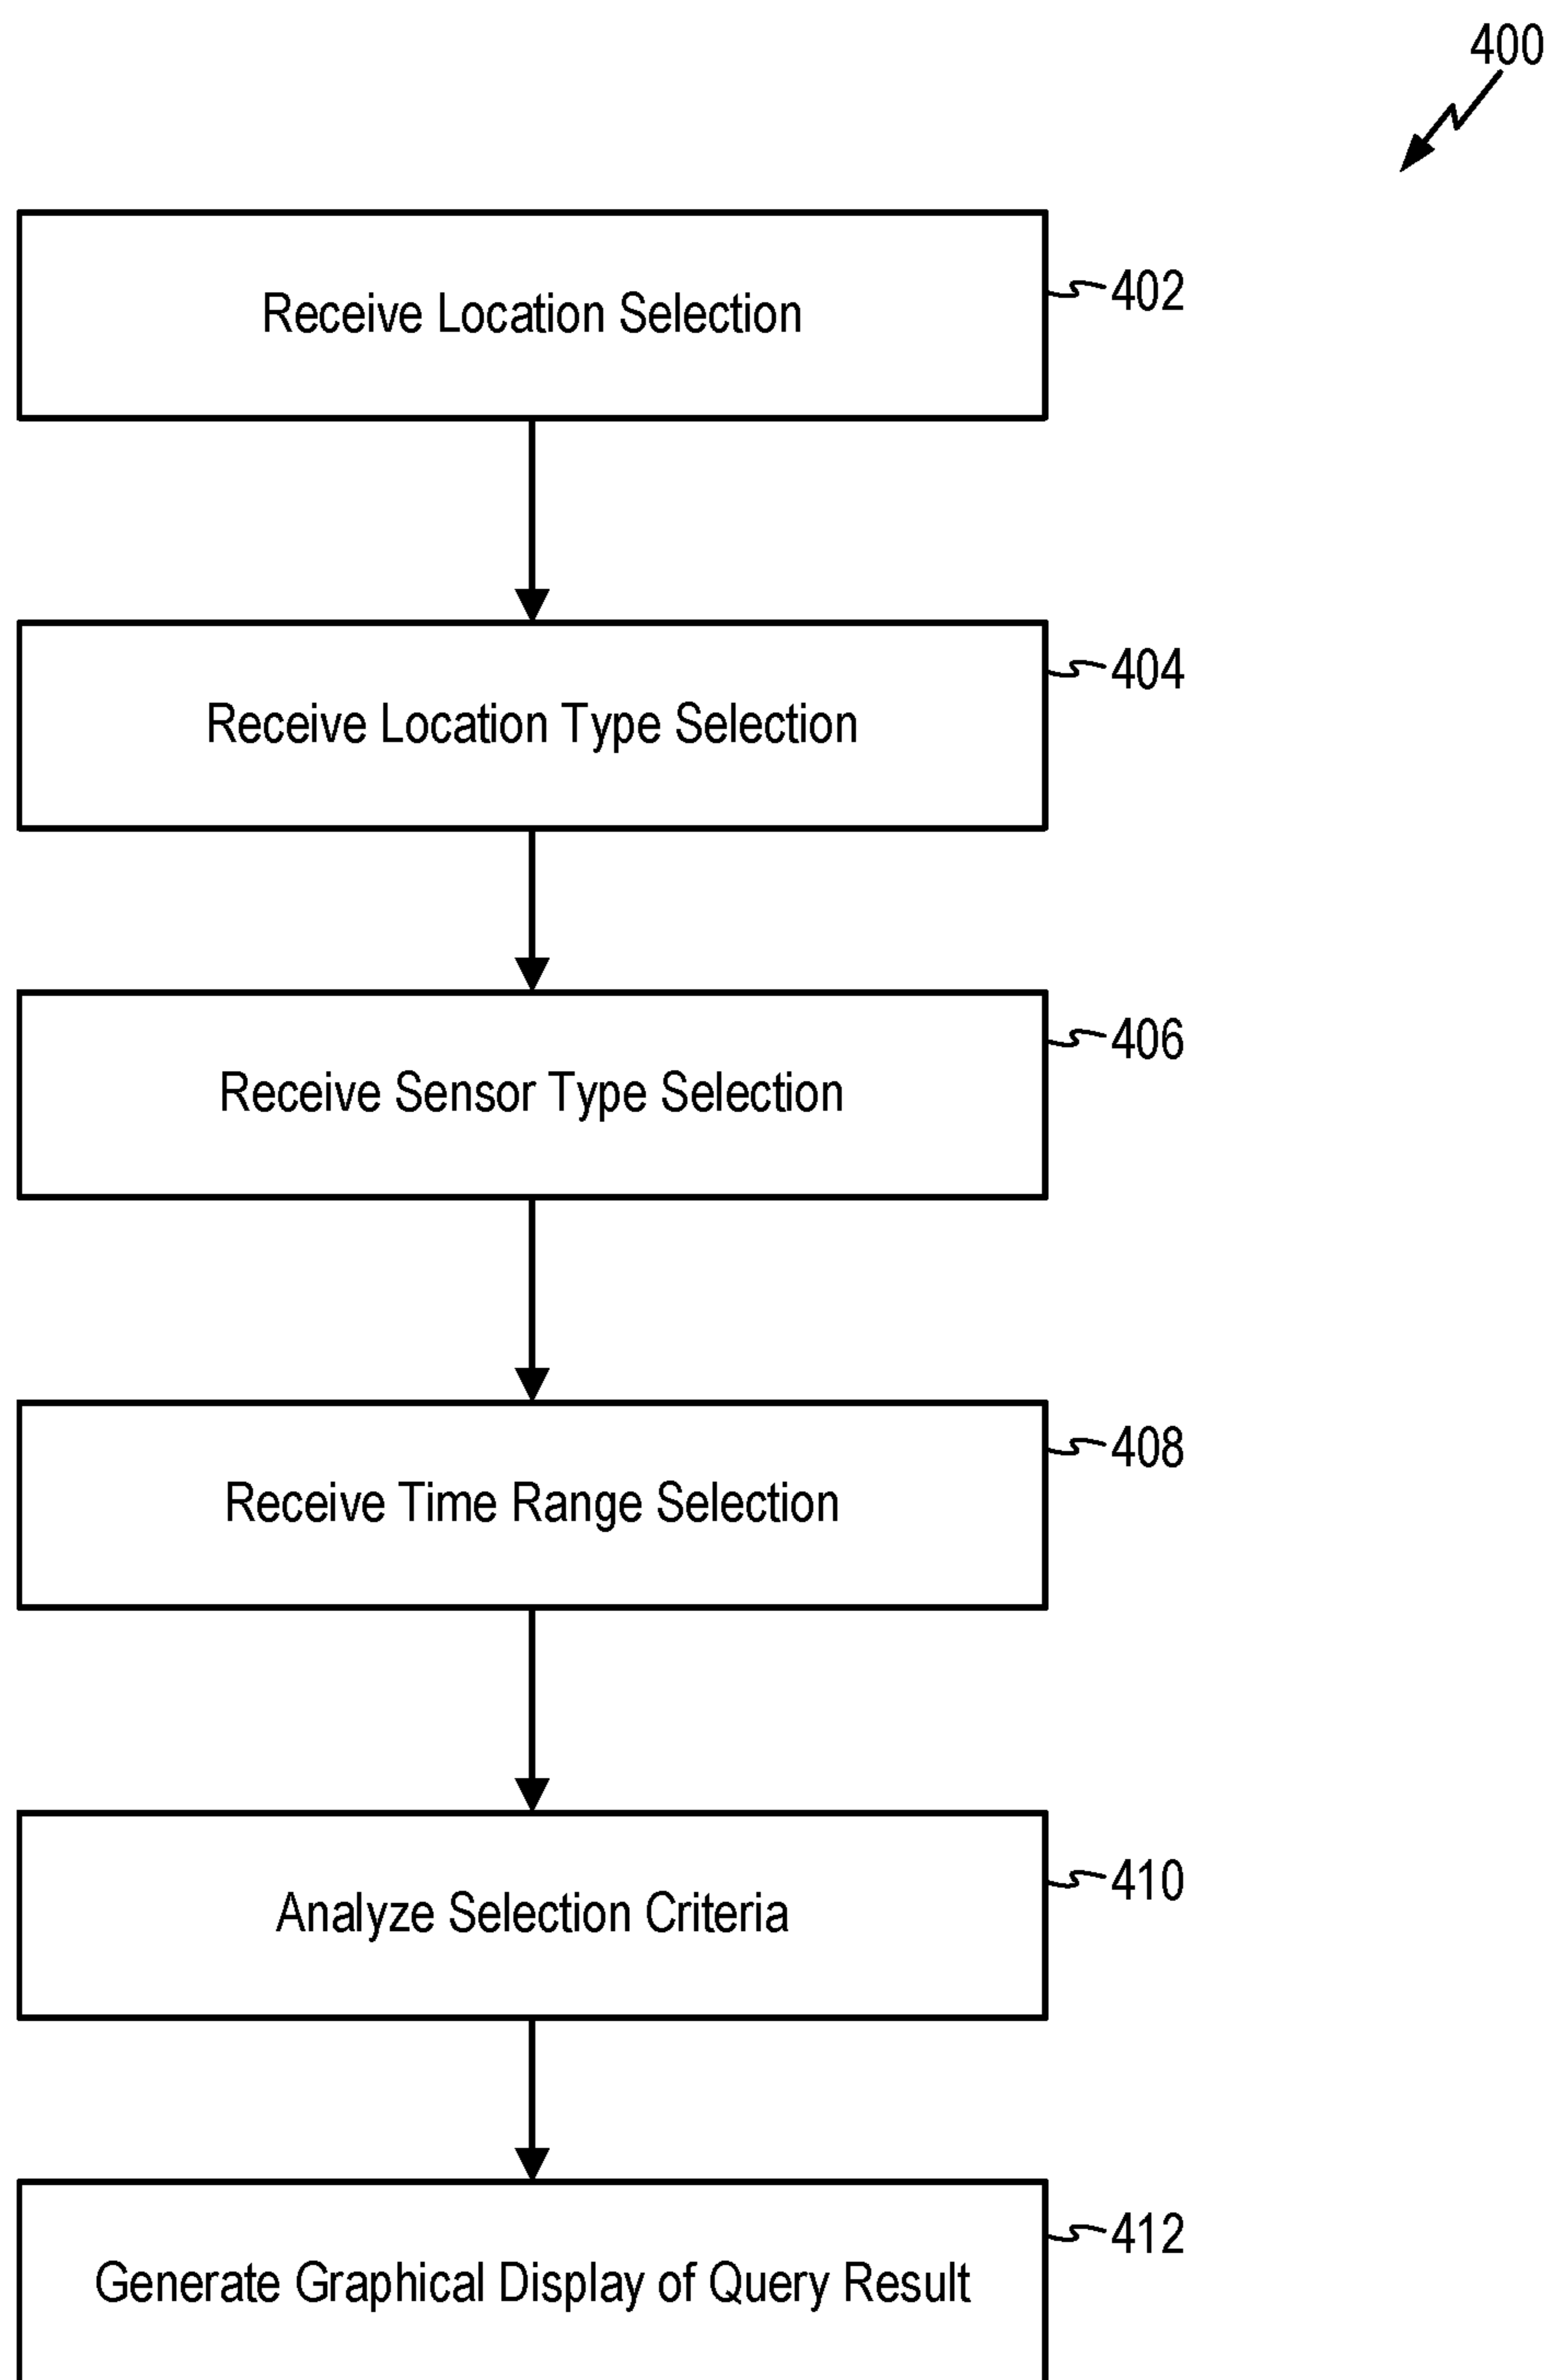 400
Receive Location Selection
402
Receive Location Type Selection
404
Receive Sensor Type Selection
406
Receive Time Range Selection
408
Analyze Selection Criteria
410
Generate Graphical Display of Query Result
412